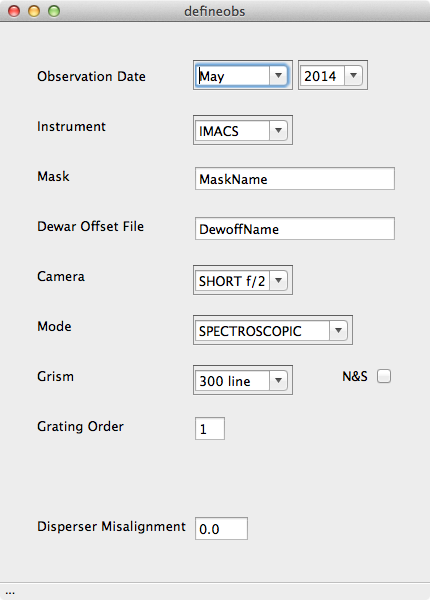 defineobs
Observation Date May 2014
Instrument IMACS
Mask MaskName
Dewar Offset File DewoffName
Camera SHORT f/2
Mode SPECTROSCOPIC
Grism 300 line N&S
Grating Order 1
Disperser Misalignment 0.0
...